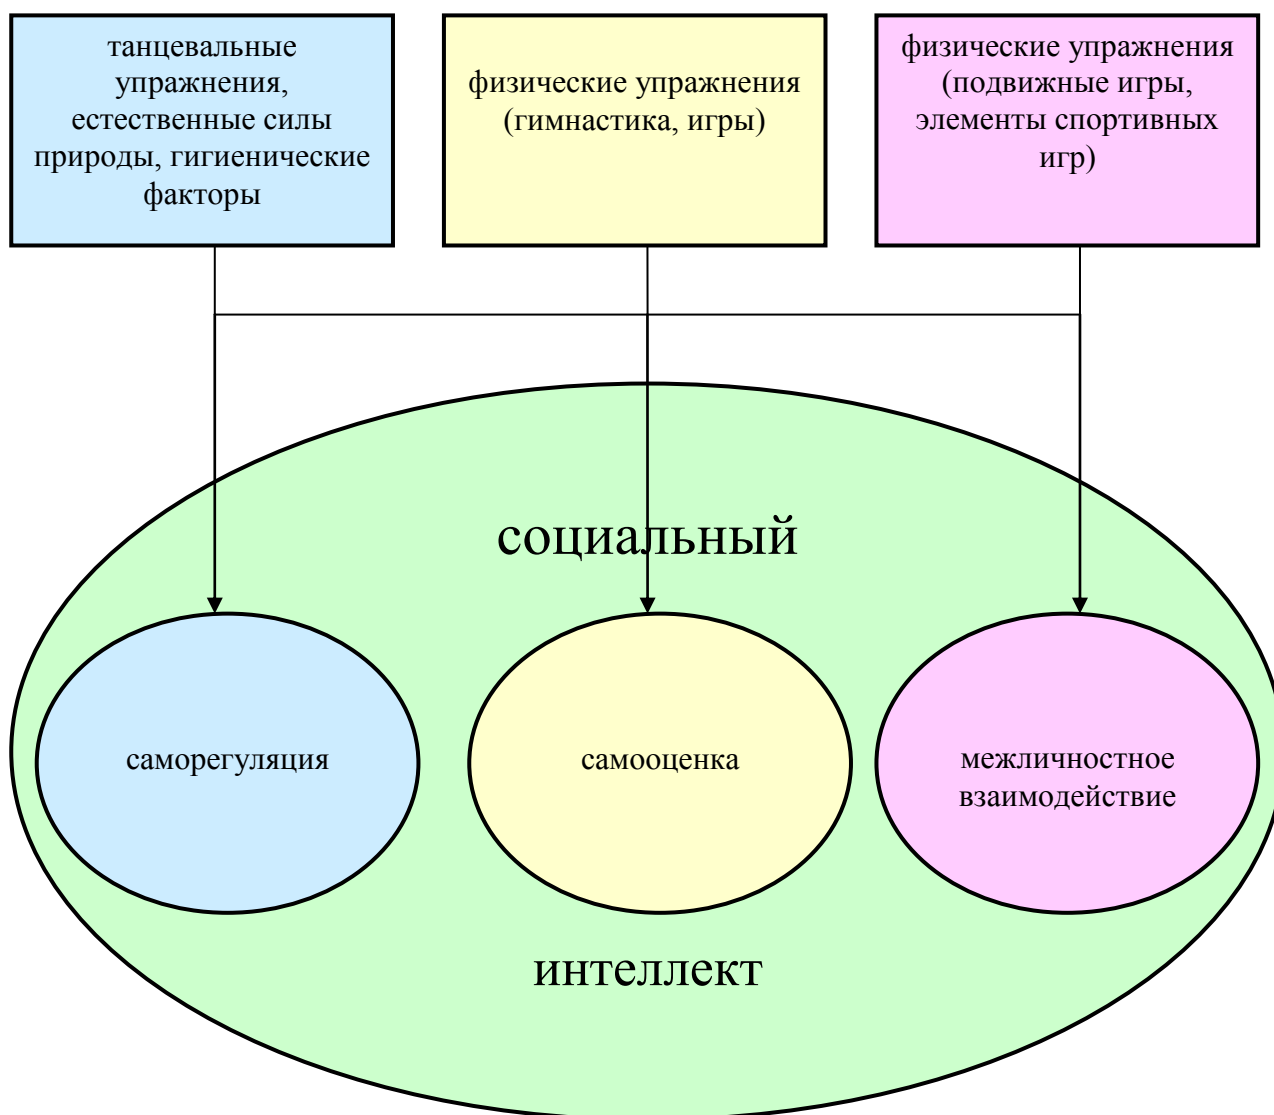 танцевальные
упражнения,
естественные силы
природы, гигиенические
факторы
физические упражнения
(гимнастика, игры)
физические упражнения
(подвижные игры,
элементы спортивных
игр)
социальный
саморегуляция
самооценка
межличностное
взаимодействие
интеллект